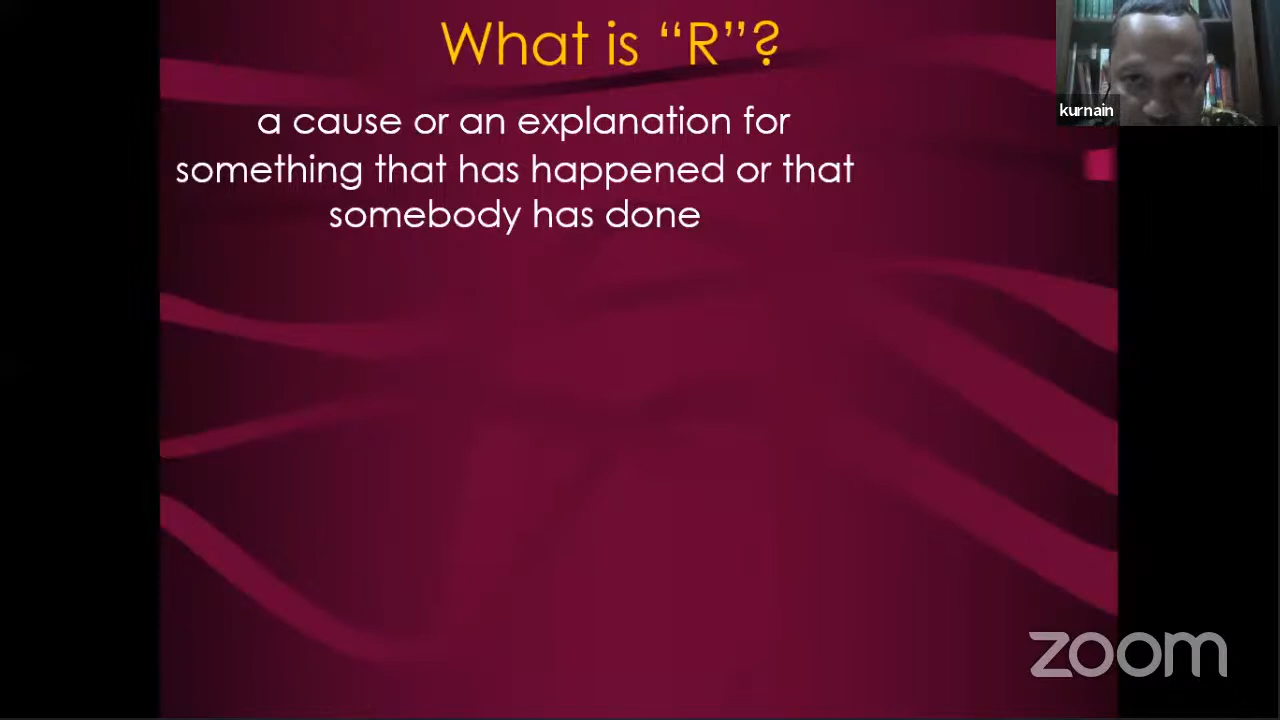 What is “R”?
a cause or an explanation for
something that has happened or that
somebody has done
kurnain
zoom